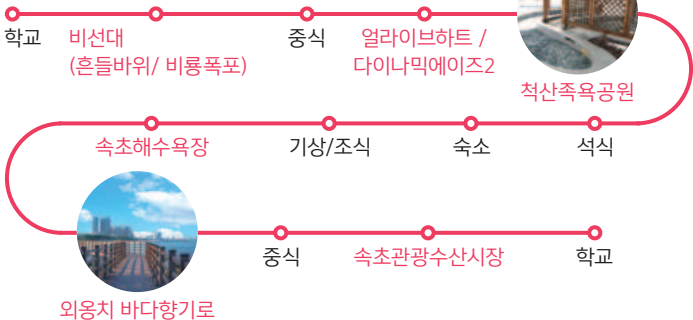 학교
비선대
(흔들바위/ 비룡폭포)
중식
얼라이브하트 /
다이나믹에이즈2
척산족욕공원
속초해수욕장
기상/조식
숙소
석식
외옹치 바다향기로
중식
속초관광수산시장
학교